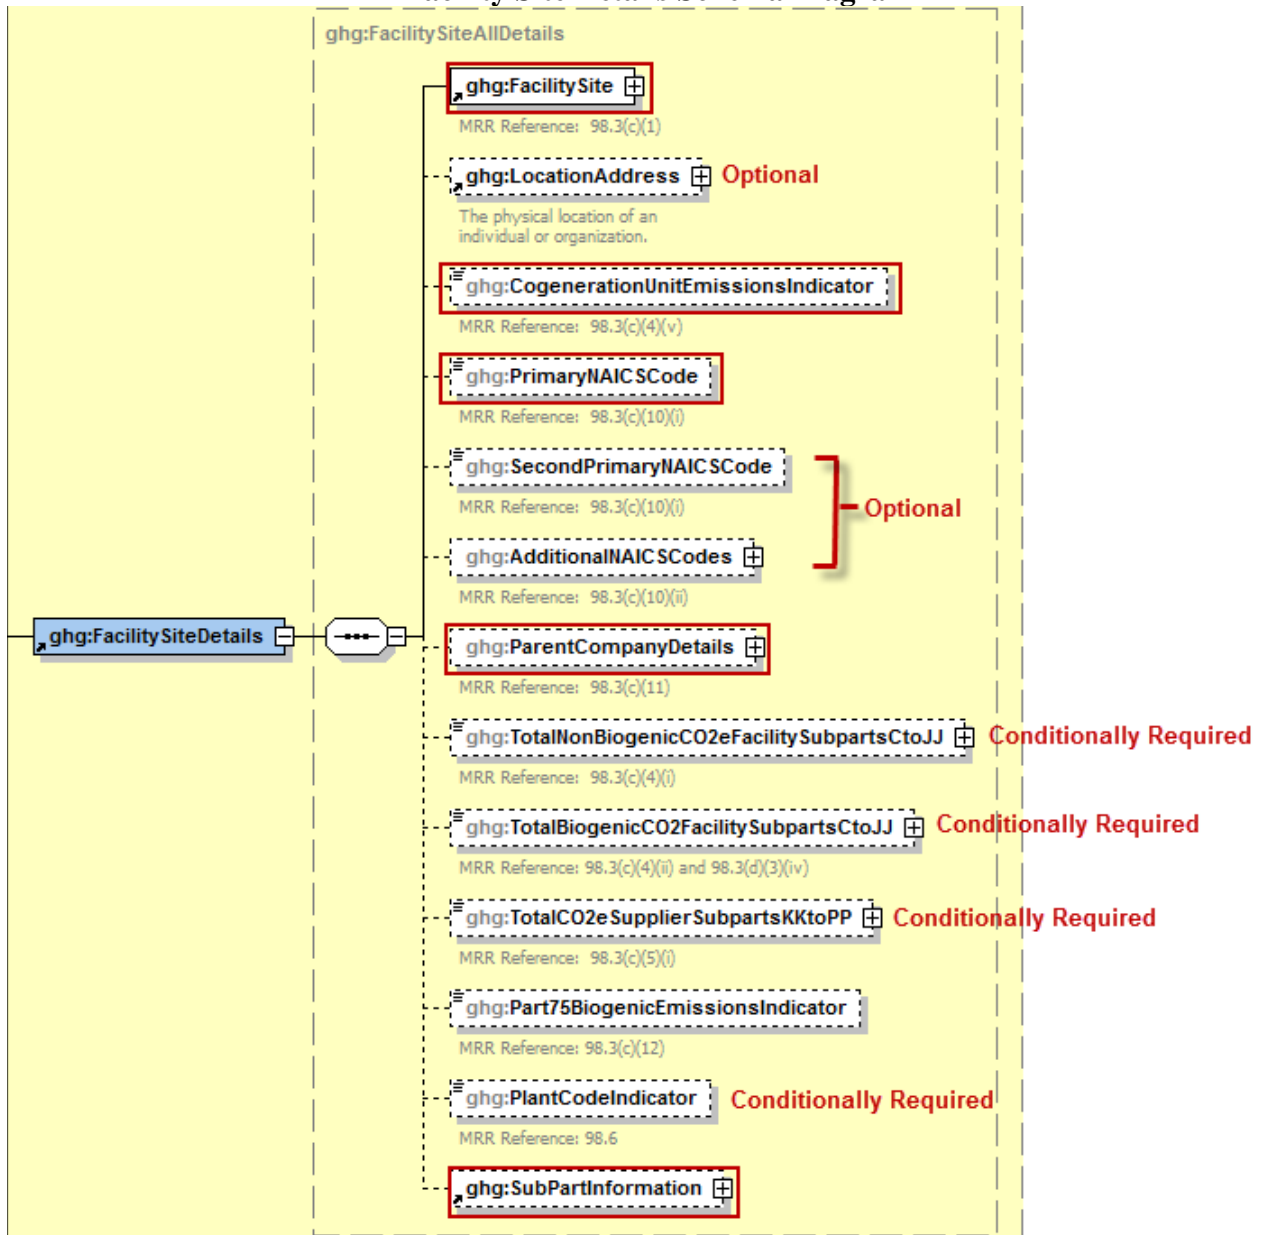 ghg:FacilitySiteAllDetails
ghg:FacilitySite
MRR Reference: 98.3(c)(1)
ghg:LocationAddress Optional
The physical location of an
individual or organization.
ghg:CogenerationUnitEmissionsIndicator
MRR Reference: 98.3(c)(4)(v)
ghg:PrimaryNAICSCode
MRR Reference: 98.3(c)(10)(i)
ghg:SecondPrimaryNAICSCode
MRR Reference: 98.3(c)(10)(i)
Optional
ghg:AdditionalNAICSCodes
MRR Reference: 98.3(c)(10)(ii)
ghg:FacilitySiteDetails
ghg:ParentCompanyDetails
MRR Reference: 98.3(c)(11)
ghg:TotalNonBiogenicCO2eFacilitySubpartsCtoJJ Conditionally Required
MRR Reference: 98.3(c)(4)(i)
ghg:TotalBiogenicCO2FacilitySubpartsCtoJJ Conditionally Required
MRR Reference: 98.3(c)(4)(ii) and 98.3(d)(3)(iv)
ghg:TotalCO2eSupplierSubpartsKKtoPP Conditionally Required
MRR Reference: 98.3(c)(5)(i)
ghg:Part75BiogenicEmissionsIndicator
MRR Reference: 98.3(c)(12)
ghg:PlantCodeIndicator Conditionally Required
MRR Reference: 98.6
ghg:SubPartInformation